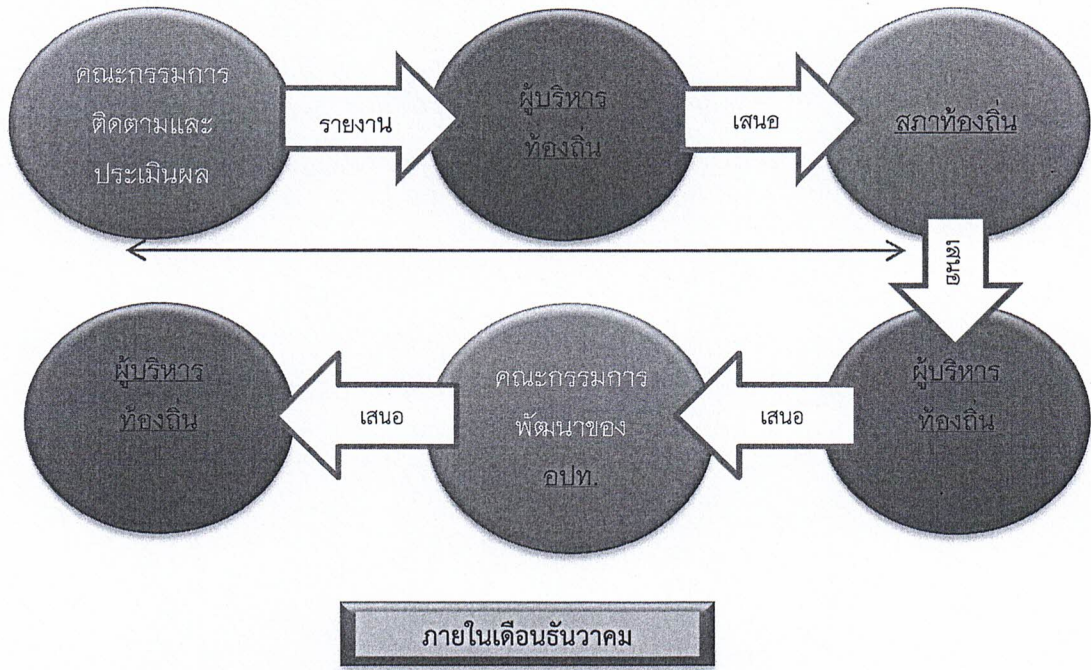 คณะกรรมการ
ติดตามและ
ประเมินผล
รายงาน
ผู้บริหาร
ท้องถิ่น
เสนอ
สภาท้องถิ่น
เสนอ
ผู้บริหาร
ท้องถิ่น
เสนอ
คณะกรรมการ
พัฒนาของ
อปท.
เสนอ
ผู้บริหาร
ท้องถิ่น
ภายในเดือนธันวาคม